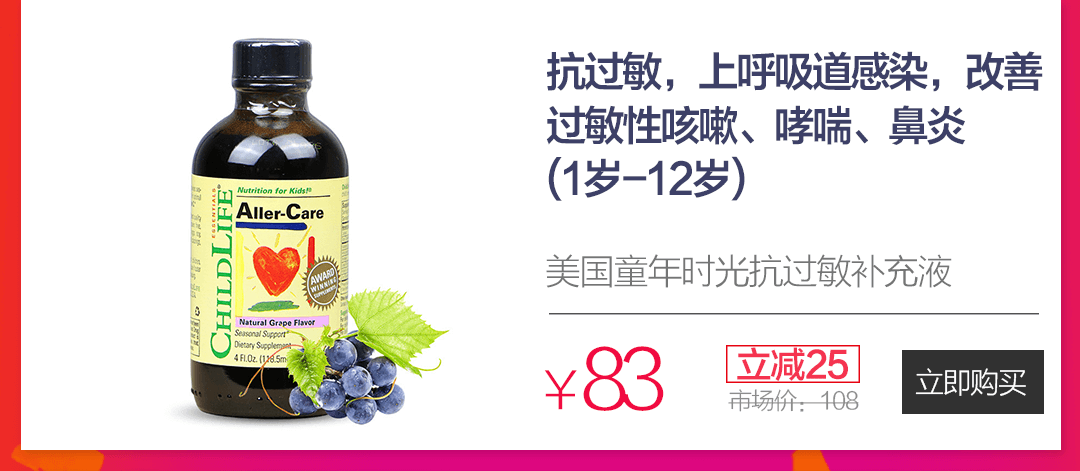 抗过敏，上呼吸道感染，改善
过敏性咳嗽、哮喘、鼻炎
(1岁-12岁)
美国童年时光抗过敏补充液
¥83
立减25
市场价：108
立即购买
CHILDLIFE®
ESSENTIALS
Nutrition for Kids!®
Aller-Care
AWARD
WINNING
SUPPLEMENTS
Natural Grape Flavor
Seasonal Support*
Dietary Supplement
4 Fl.Oz. (118.5m